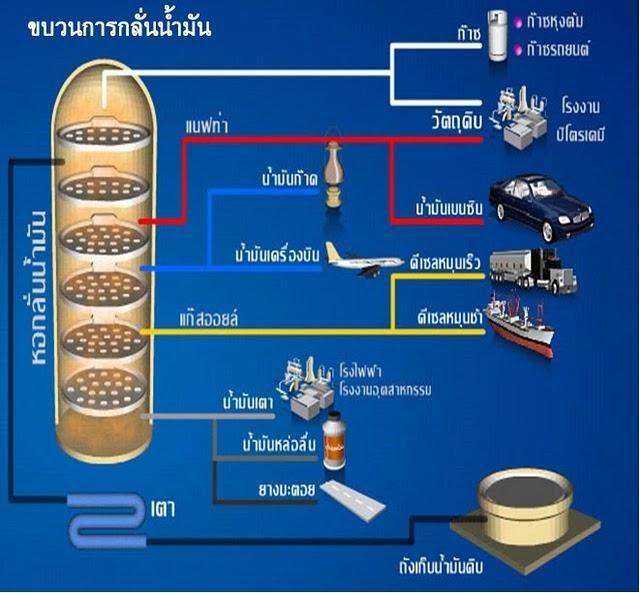 ขบวนการกลั่นน้ำมัน
ก๊าซ
ก๊าซหุงต้ม
ก๊าซรถยนต์
แนฟทา
วัตถุดิบ
โรงงาน
ปิโตรเคมี
น้ำมันก๊าด
น้ำมันเบนซิน
หอกลั่นน้ำมัน
น้ำมันเครื่องบิน
ดีเซลหมุนเร็ว
แก๊สออยล์
ดีเซลหมุนช้า
โรงไฟฟ้า
โรงงานอุตสาหกรรม
น้ำมันเตา
น้ำมันหล่อลื่น
ยางมะตอย
เตา
ถังเก็บน้ำมันดิบ